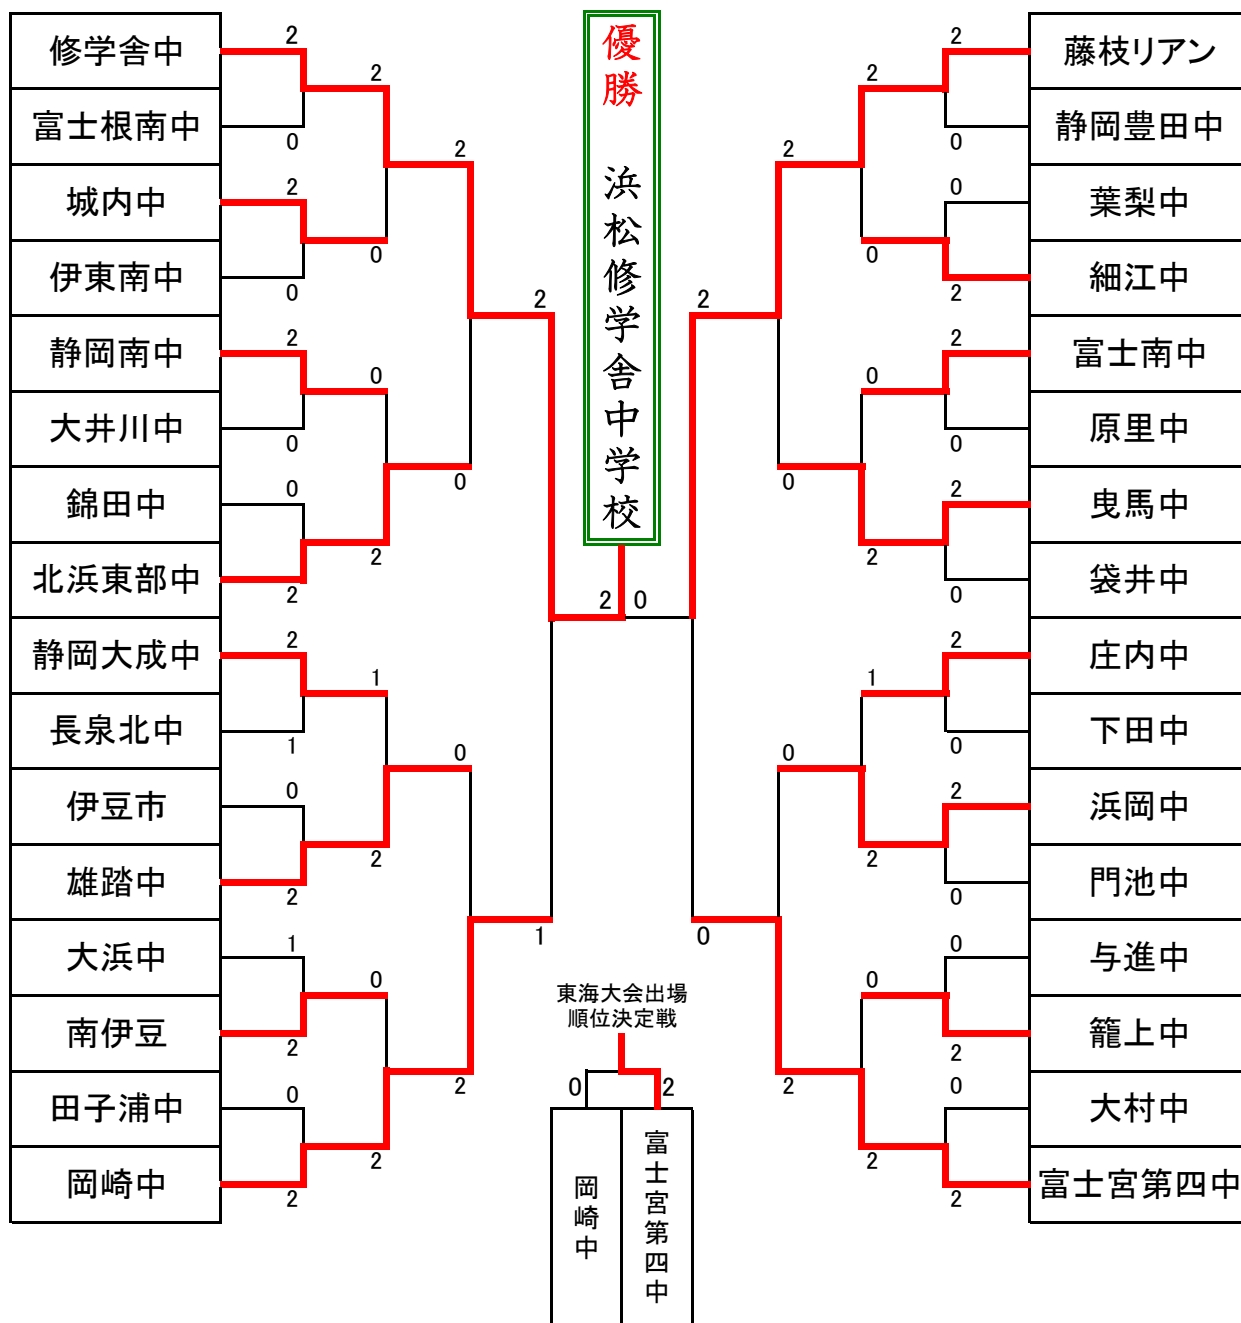 修学舎中
富士根南中
城内中
伊東南中
静岡南中
大井川中
錦田中
北浜東部中
静岡大成中
長泉北中
伊豆市
雄踏中
大浜中
南伊豆
田子浦中
岡崎中
2
0
2
0
2
0
0
2
2
1
0
2
1
2
0
2
2
0
0
2
1
2
0
2
2
0
0
2
2
1
優勝 浜松修学舎中学校
2 0
東海大会出場
順位決定戦
0 2
岡崎中
富士宮第四中
2
0
2
0
0
2
2
0
0
2
1
2
0
2
2
0
0
2
2
0
2
0
2
0
2
0
0
2
0
2
藤枝リアン
静岡豊田中
葉梨中
細江中
富士南中
原里中
曳馬中
袋井中
庄内中
下田中
浜岡中
門池中
与進中
籠上中
大村中
富士宮第四中